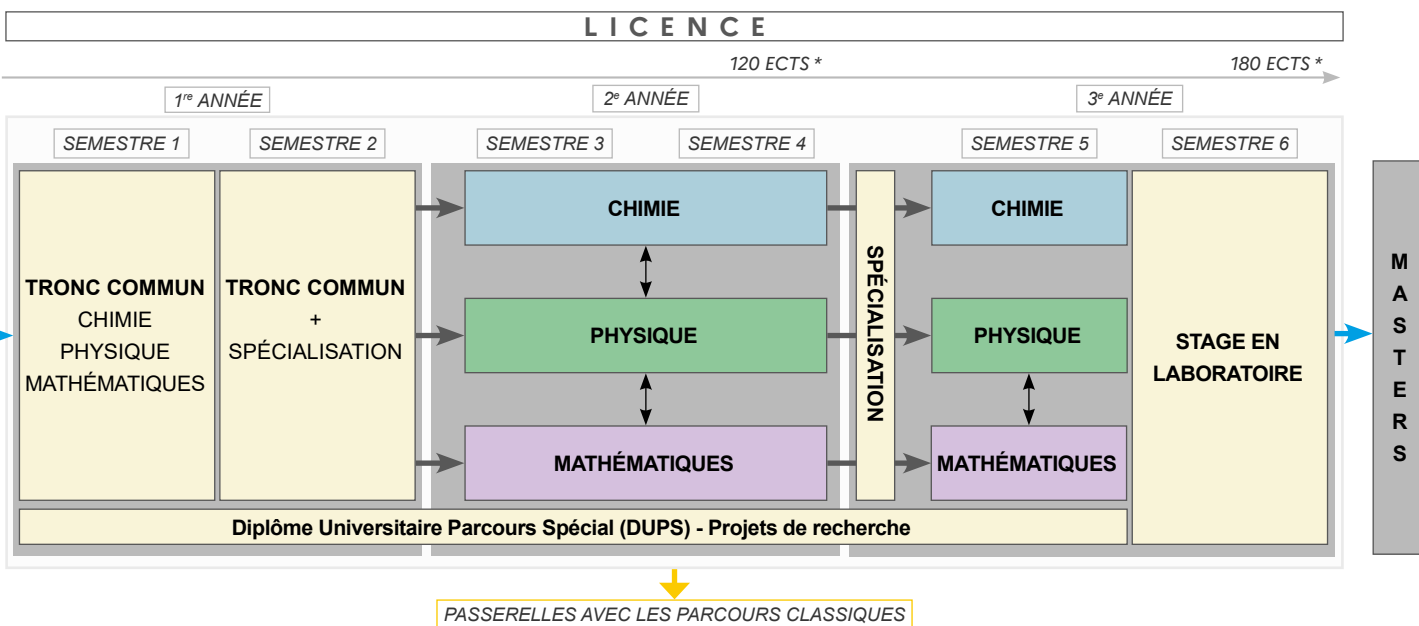 LICENCE
120 ECTS *
180 ECTS *
1re ANNÉE
2e ANNÉE
3e ANNÉE
SEMESTRE 1
SEMESTRE 2
SEMESTRE 3
SEMESTRE 4
SEMESTRE 5
SEMESTRE 6
TRONC COMMUN
CHIMIE
PHYSIQUE
MATHÉMATIQUES
TRONC COMMUN
+
SPÉCIALISATION
CHIMIE
PHYSIQUE
MATHÉMATIQUES
SPÉCIALISATION
CHIMIE
PHYSIQUE
MATHÉMATIQUES
STAGE EN
LABORATOIRE
MASTERS
Diplôme Universitaire Parcours Spécial (DUPS) - Projets de recherche
PASSERELLES AVEC LES PARCOURS CLASSIQUES